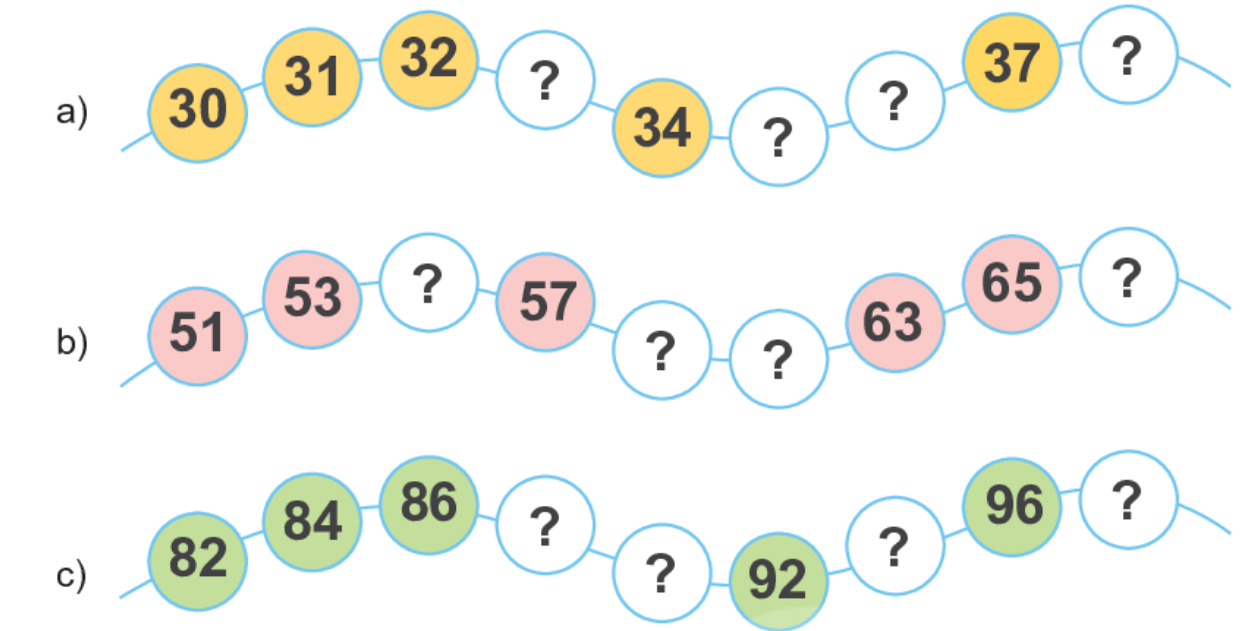 a) 30 31 32 ? 34 ? ? 37 ?
b) 51 53 ? 57 ? ? 63 65 ?
c) 82 84 86 ? ? 92 ? 96 ?